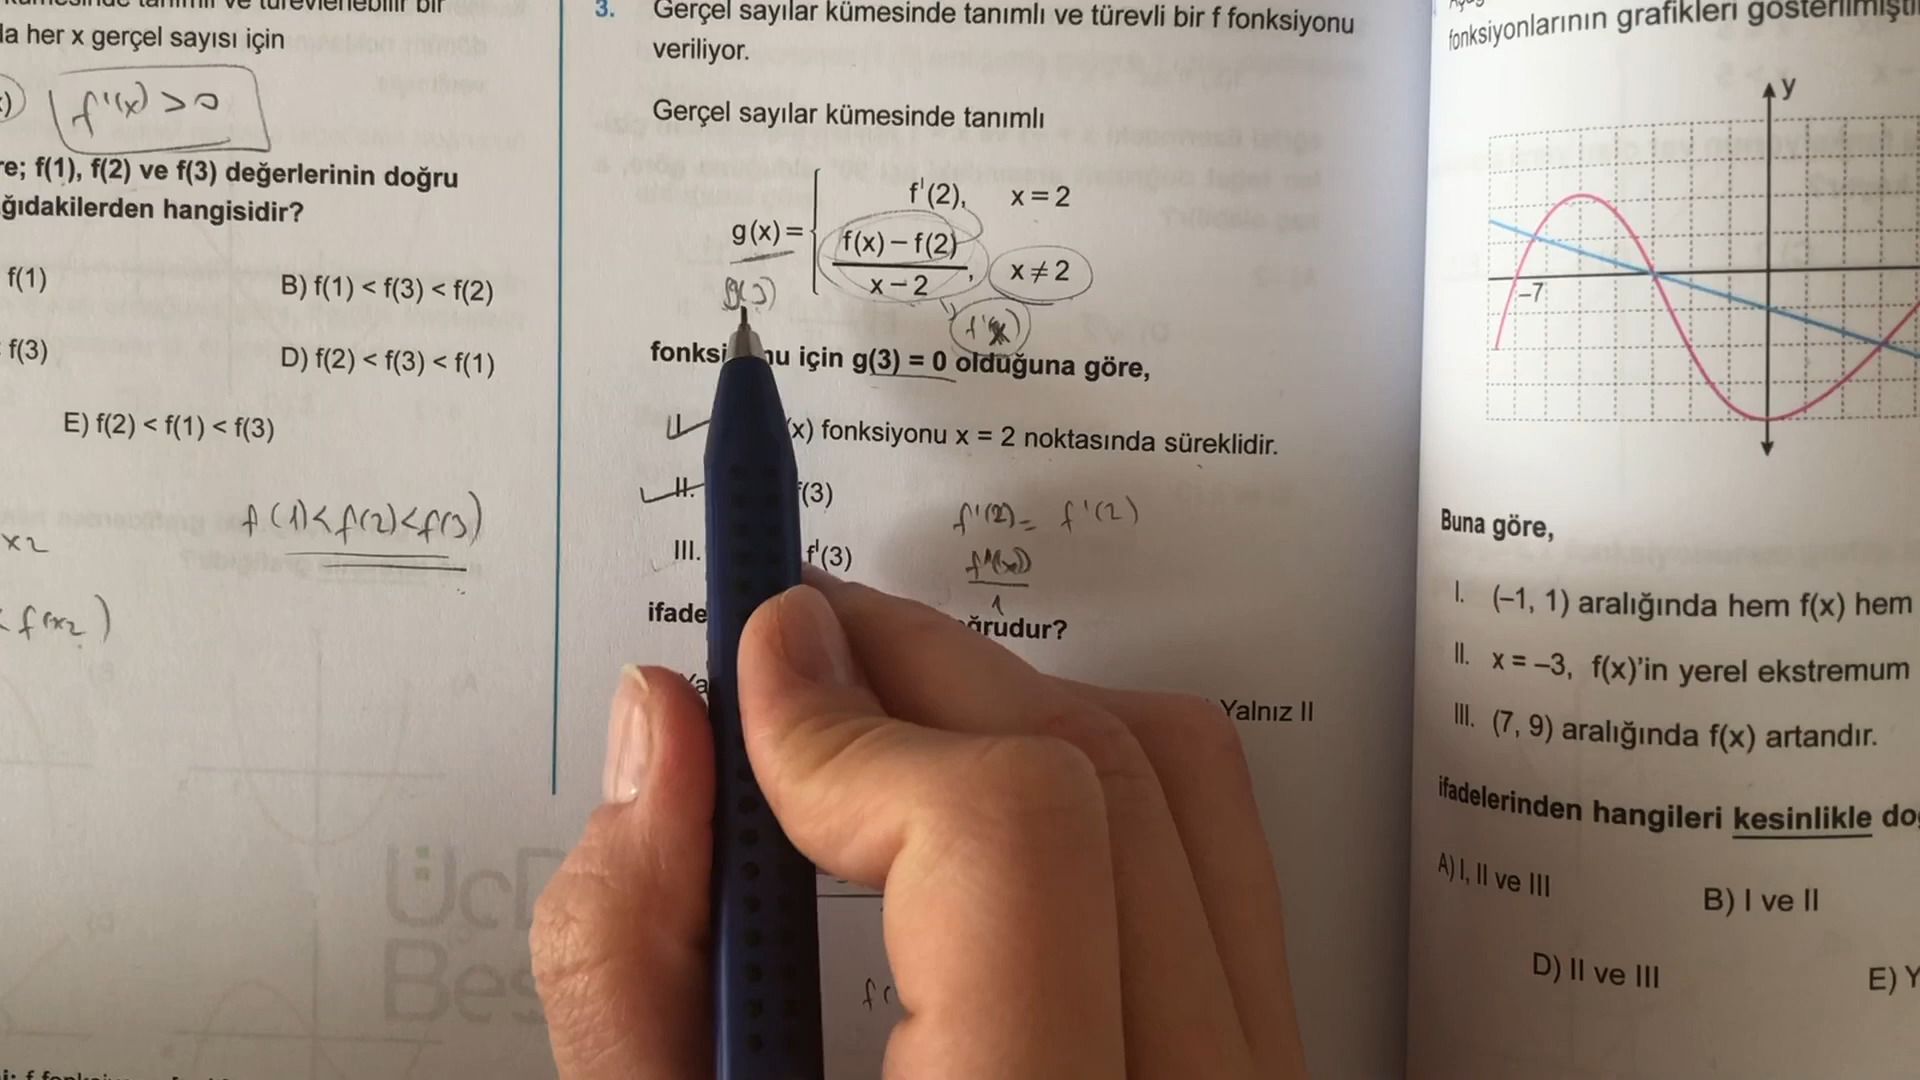 la her x gerçel sayısı için
f'(x) > 0
re; f(1), f(2) ve f(3) değerlerinin doğru
ğıdakilerden hangisidir?
f(1)
B) f(1) < f(3) < f(2)
f(3)
D) f(2) < f(3) < f(1)
E) f(2) < f(1) < f(3)
f(1)<f(2)<f(3)
x2
f(x2)
3. Gerçel sayılar kümesinde tanımlı ve türevli bir f fonksiyonu
veriliyor.
Gerçel sayılar kümesinde tanımlı
f'(2), x = 2
g(x) =
f(x) – f(2)
x – 2
, x ≠ 2
g(3)
f'(x)
için g(3) = 0 olduğuna göre,
I.
(x) fonksiyonu x = 2 noktasında süreklidir.
II.
f(3)
f'(2) = f'(2)
III.
f'(3)
f'(x)
1
Yalnız II
fonksiyonlarının grafikleri
y
–7
Buna göre,
I. (–1, 1) aralığında hem f(x) hem
II. x = –3, f(x)'in yerel ekstremum
III. (7, 9) aralığında f(x) artandır.
ifadelerinden hangileri kesinlikle
A) I, II ve III
B) I ve II
D) II ve III
E)